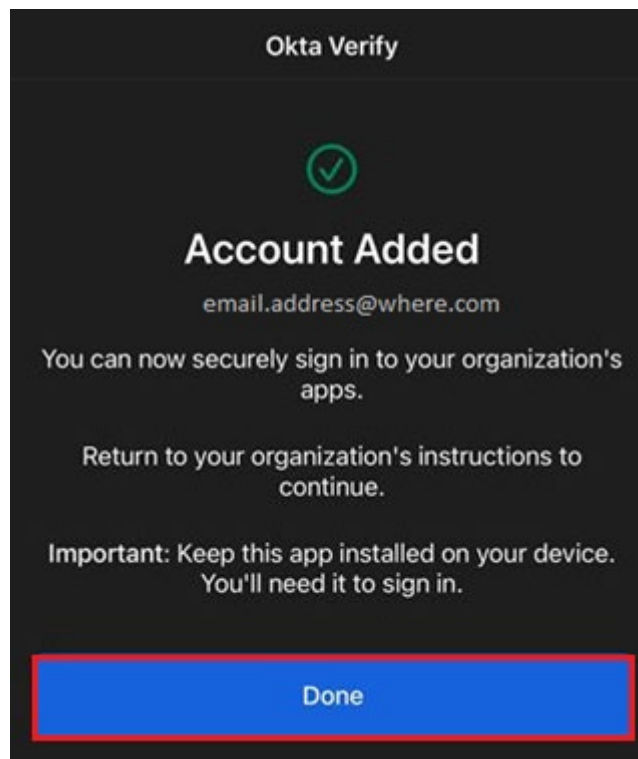 Okta Verify
Account Added
email.address@where.com
You can now securely sign in to your organization's
apps.
Return to your organization's instructions to
continue.
Important: Keep this app installed on your device.
You'll need it to sign in.
Done